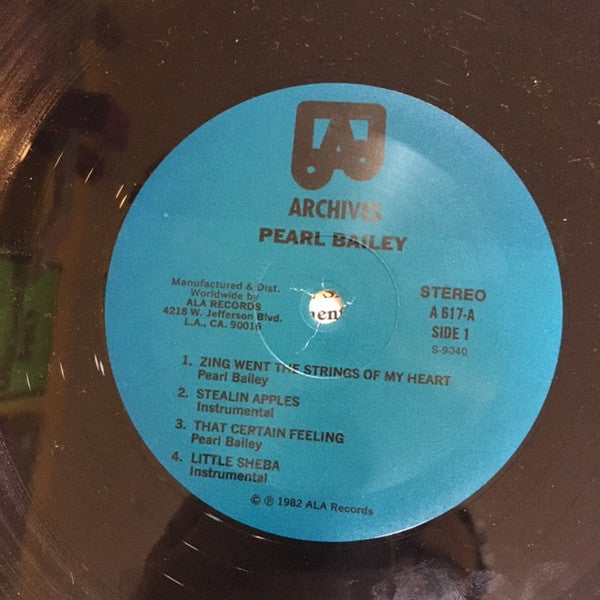 ARCHIVES
PEARL BAILEY
Manufactured & Dist.
Worldwide by
ALA RECORDS
4218 W. Jefferson Blvd.
L.A., CA. 90016
STEREO
A 617-A
SIDE 1
S-9040
1. ZING WENT THE STRINGS OF MY HEART
Pearl Bailey
2. STEALIN APPLES
Instrumental
3. THAT CERTAIN FEELING
Pearl Bailey
4. LITTLE SHEBA
Instrumental
© ℗ 1982 ALA Records